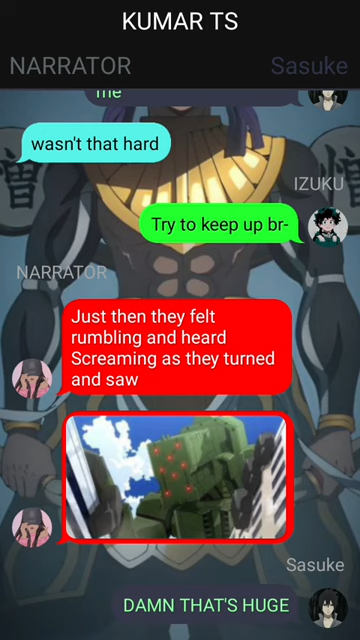 KUMAR TS
NARRATOR
Sasuke
me
wasn't that hard
IZUKU
Try to keep up br-
NARRATOR
Just then they felt
rumbling and heard
Screaming as they turned
and saw
Sasuke
DAMN THAT'S HUGE